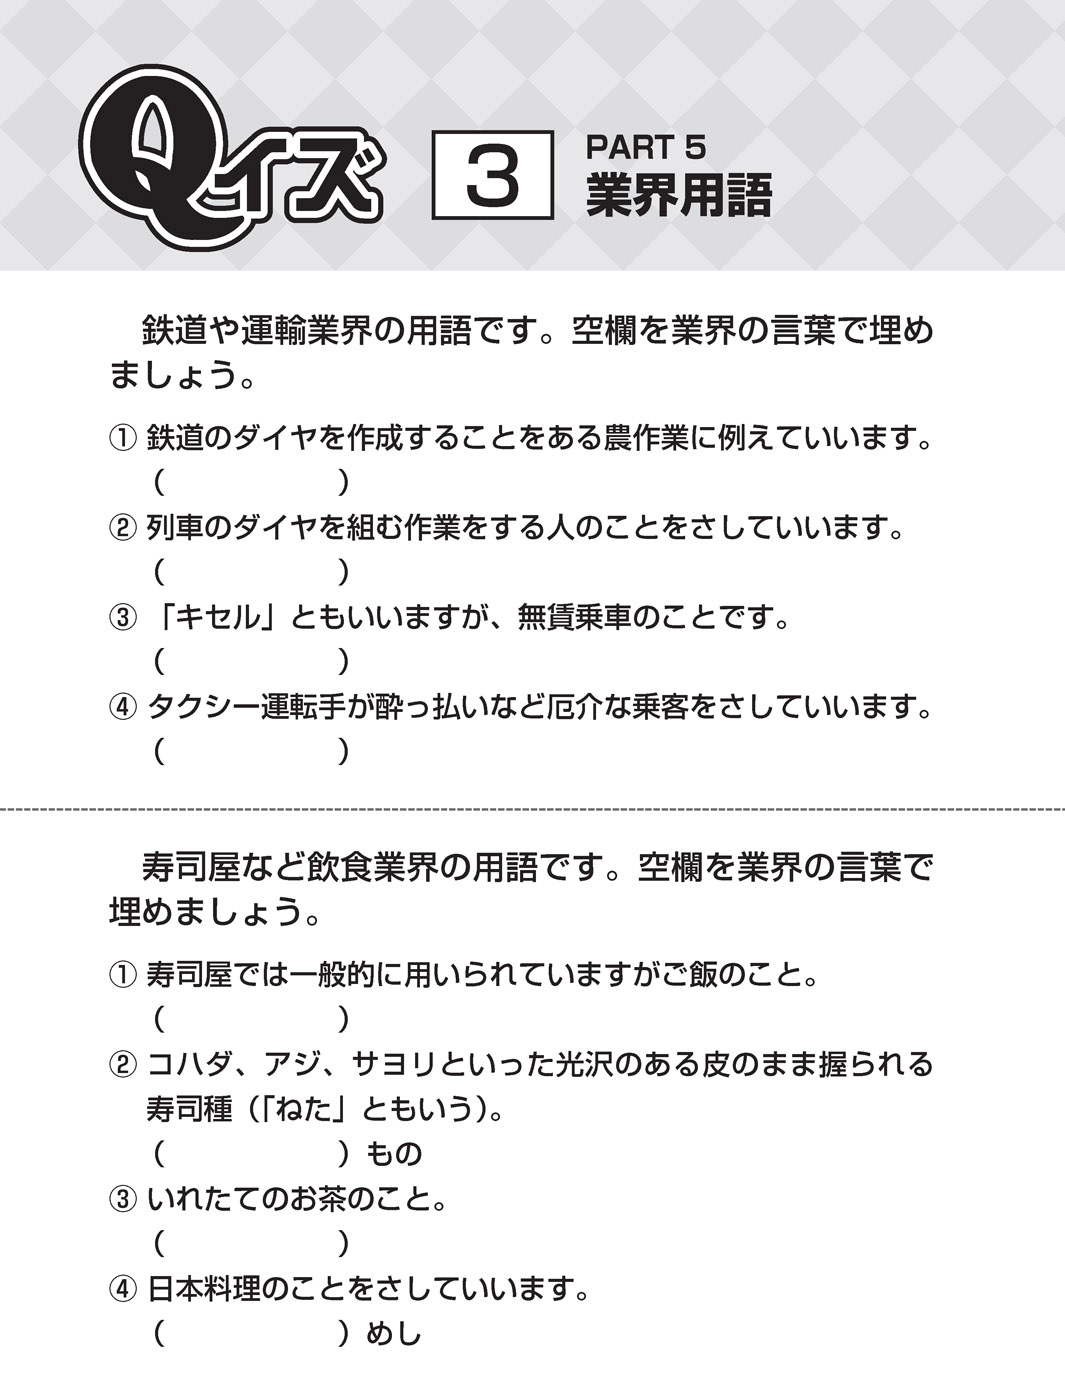 Qイズ 3 PART 5
業界用語
鉄道や運輸業界の用語です。空欄を業界の言葉で埋め
ましょう。
① 鉄道のダイヤを作成することをある農作業に例えていいます。
（　　　　　　）
② 列車のダイヤを組む作業をする人のことをさしていいます。
（　　　　　　）
③ 「キセル」ともいいますが、無賃乗車のことです。
（　　　　　　）
④ タクシー運転手が酔っ払いなど厄介な乗客をさしていいます。
（　　　　　　）
寿司屋など飲食業界の用語です。空欄を業界の言葉で
埋めましょう。
① 寿司屋では一般的に用いられていますがご飯のこと。
（　　　　　　）
② コハダ、アジ、サヨリといった光沢のある皮のまま握られる
寿司種（「ねた」ともいう）。
（　　　　　　）もの
③ いれたてのお茶のこと。
（　　　　　　）
④ 日本料理のことをさしていいます。
（　　　　　　）めし